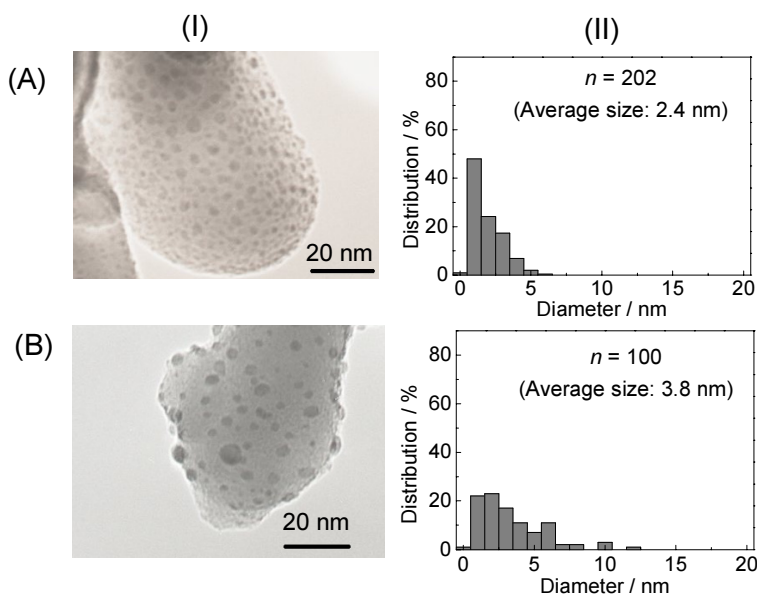 (I)
(II)
(A)
20 nm
Distribution / %
80
60
40
20
0
n = 202
(Average size: 2.4 nm)
0 5 10 15 20
Diameter / nm
(B)
20 nm
Distribution / %
80
60
40
20
0
n = 100
(Average size: 3.8 nm)
0 5 10 15 20
Diameter / nm